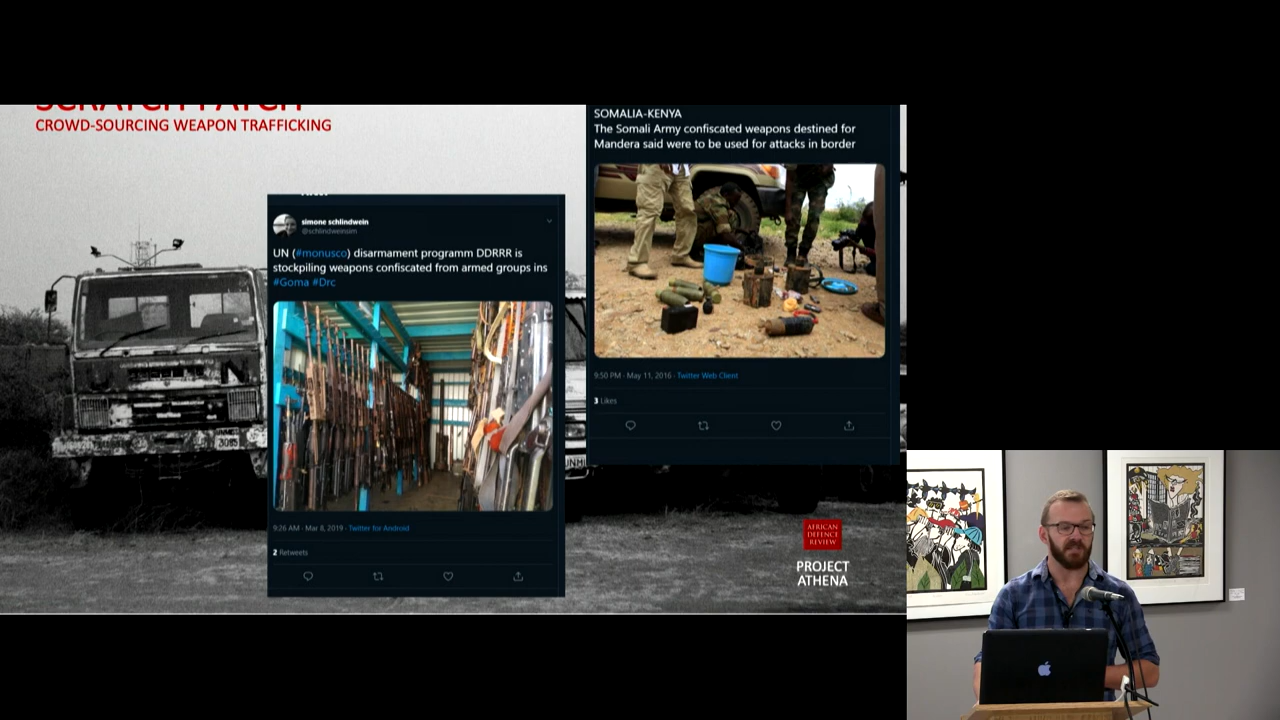 SCRATCH PATCH
CROWD-SOURCING WEAPON TRAFFICKING
SOMALIA-KENYA
The Somali Army confiscated weapons destined for
Mandera said were to be used for attacks in border
9:50 PM · May 11, 2016 · Twitter Web Client
3 Likes
simone schlindwein
@schlindweinsim
UN (#monusco) disarmament programm DDRRR is
stockpiling weapons confiscated from armed groups ins
#Goma #Drc
9:26 AM · Mar 8, 2019 · Twitter for Android
2 Retweets
N
AFRICAN
DEFENCE
REVIEW
PROJECT
ATHENA